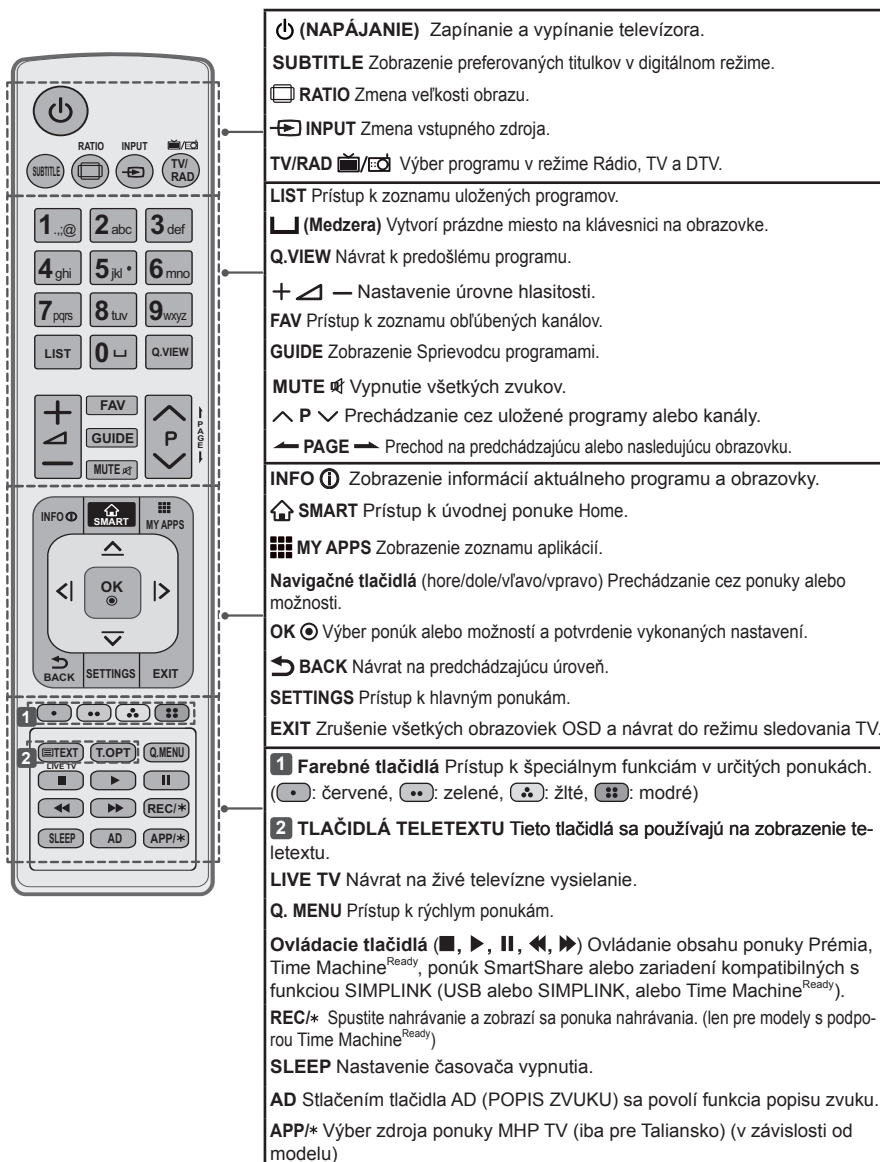 RATIO INPUT
SUBTITLE TV/
RAD
1.,;@ 2abc 3def
4ghi 5jkl 6mno
7pqrs 8tuv 9wxyz
LIST 0 Q.VIEW
FAV
P
GUIDE
MUTE
PAGE
INFO SMART MY APPS
OK
BACK SETTINGS EXIT
1
2 TEXT T.OPT Q.MENU
LIVE TV
REC/*
SLEEP AD APP/*
(NAPÁJANIE) Zapínanie a vypínanie televízora.
SUBTITLE Zobrazenie preferovaných titulkov v digitálnom režime.
RATIO Zmena veľkosti obrazu.
INPUT Zmena vstupného zdroja.
TV/RAD / Výber programu v režime Rádio, TV a DTV.
LIST Prístup k zoznamu uložených programov.
(Medzera) Vytvorí prázdne miesto na klávesnici na obrazovke.
Q.VIEW Návrat k predošlému programu.
+ − Nastavenie úrovne hlasitosti.
FAV Prístup k zoznamu obľúbených kanálov.
GUIDE Zobrazenie Sprievodcu programami.
MUTE Vypnutie všetkých zvukov.
P Prechádzanie cez uložené programy alebo kanály.
PAGE Prechod na predchádzajúcu alebo nasledujúcu obrazovku.
INFO Zobrazenie informácií aktuálneho programu a obrazovky.
SMART Prístup k úvodnej ponuke Home.
MY APPS Zobrazenie zoznamu aplikácií.
Navigačné tlačidlá (hore/dole/vľavo/vpravo) Prechádzanie cez ponuky alebo
možnosti.
OK Výber ponúk alebo možností a potvrdenie vykonaných nastavení.
BACK Návrat na predchádzajúcu úroveň.
SETTINGS Prístup k hlavným ponukám.
EXIT Zrušenie všetkých obrazoviek OSD a návrat do režimu sledovania TV.
1 Farebné tlačidlá Prístup k špeciálnym funkciám v určitých ponukách.
( : červené, : zelené, : žlté, : modré)
2 TLAČIDLÁ TELETEXTU Tieto tlačidlá sa používajú na zobrazenie te-
letextu.
LIVE TV Návrat na živé televízne vysielanie.
Q. MENU Prístup k rýchlym ponukám.
Ovládacie tlačidlá (■, ▶, II, ◀◀, ▶▶) Ovládanie obsahu ponuky Prémia,
Time MachineReady, ponúk SmartShare alebo zariadení kompatibilných s
funkciou SIMPLINK (USB alebo SIMPLINK, alebo Time MachineReady).
REC/* Spustite nahrávanie a zobrazí sa ponuka nahrávania. (len pre modely s podpo-
rou Time MachineReady)
SLEEP Nastavenie časovača vypnutia.
AD Stlačením tlačidla AD (POPIS ZVUKU) sa povolí funkcia popisu zvuku.
APP/* Výber zdroja ponuky MHP TV (iba pre Taliansko) (v závislosti od
modelu)